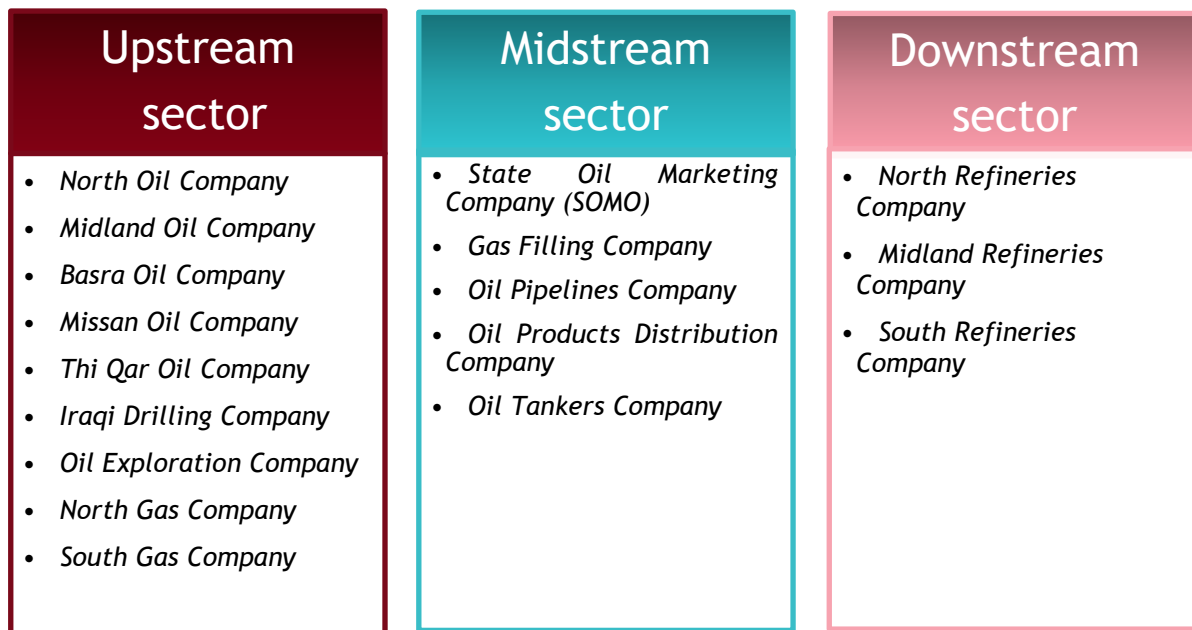 Upstream
sector
• North Oil Company
• Midland Oil Company
• Basra Oil Company
• Missan Oil Company
• Thi Qar Oil Company
• Iraqi Drilling Company
• Oil Exploration Company
• North Gas Company
• South Gas Company
Midstream
sector
• State Oil Marketing
Company (SOMO)
• Gas Filling Company
• Oil Pipelines Company
• Oil Products Distribution
Company
• Oil Tankers Company
Downstream
sector
• North Refineries
Company
• Midland Refineries
Company
• South Refineries
Company